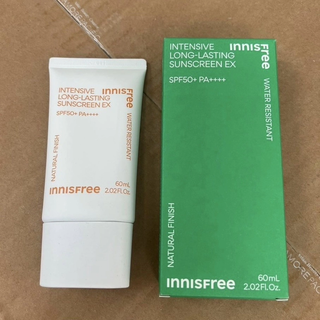 INTENSIVE
LONG-LASTING
SUNSCREEN EX
SPF50+ PA++++
INNISFree
WATER RESISTANT
NATURAL FINISH
60mL
2.02Fl.Oz.
INNISFree
INTENSIVE
LONG-LASTING
SUNSCREEN EX
SPF50+ PA++++
INNISFree
WATER RESISTANT
NATURAL FINISH
60mL
2.02Fl.Oz.
INNISFree